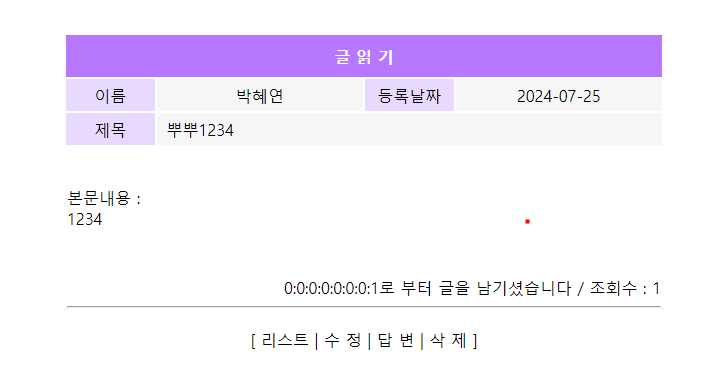 글 읽 기
이름 박혜연 등록날짜 2024-07-25
제목 뿌뿌1234
본문내용 :
1234
0:0:0:0:0:0:0:1로 부터 글을 남기셨습니다 / 조회수 : 1
[ 리스트 | 수 정 | 답 변 | 삭 제 ]